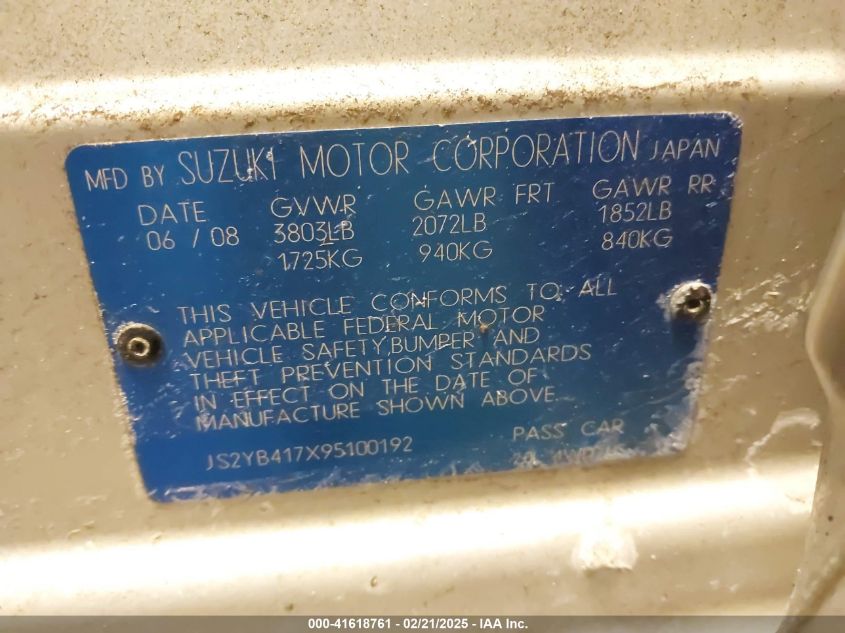 MFD BY SUZUKI MOTOR CORPORATION JAPAN
DATE GVWR GAWR FRT GAWR RR
06 / 08 3803LB 2072LB 1852LB
1725KG 940KG 840KG
THIS VEHICLE CONFORMS TO ALL
APPLICABLE FEDERAL MOTOR
VEHICLE SAFETY,BUMPER AND
THEFT PREVENTION STANDARDS
IN EFFECT ON THE DATE OF
MANUFACTURE SHOWN ABOVE
JS2YB417X95100192 PASS CAR
000-41618761 - 02/21/2025 - IAA Inc.